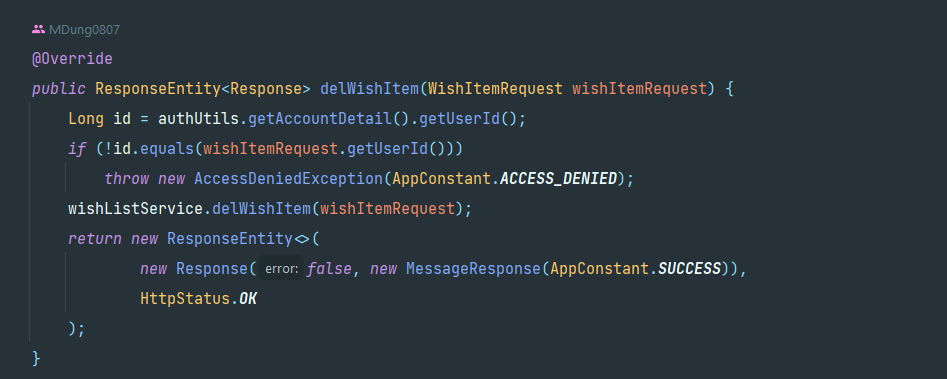 MDung0807
@Override
public ResponseEntity<Response> delWishItem(WishItemRequest wishItemRequest) {
Long id = authUtils.getAccountDetail().getUserId();
if (!id.equals(wishItemRequest.getUserId()))
throw new AccessDeniedException(AppConstant.ACCESS_DENIED);
wishListService.delWishItem(wishItemRequest);
return new ResponseEntity<>(
new Response( error: false, new MessageResponse(AppConstant.SUCCESS)),
HttpStatus.OK
);
}